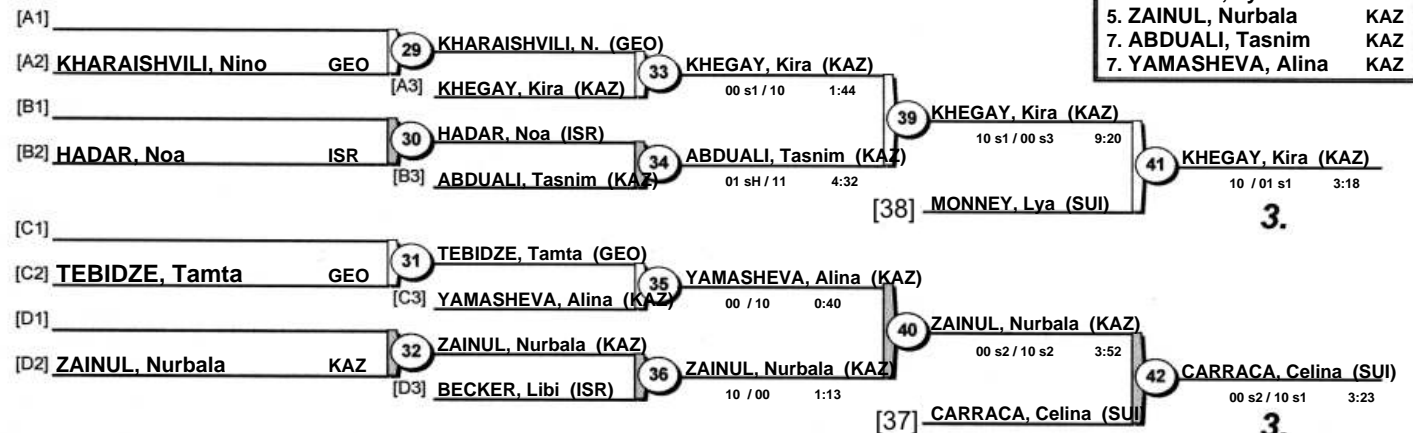 5. ZAINUL, Nurbala KAZ
7. ABDUALI, Tasnim KAZ
7. YAMASHEVA, Alina KAZ
[A1]
[A2] KHARAISHVILI, Nino GEO
29
KHARAISHVILI, N. (GEO)
[A3] KHEGAY, Kira (KAZ)
33
KHEGAY, Kira (KAZ)
00 s1 / 10 1:44
[B1]
[B2] HADAR, Noa ISR
30
HADAR, Noa (ISR)
[B3] ABDUALI, Tasnim (KAZ)
34
ABDUALI, Tasnim (KAZ)
01 sH / 11 4:32
39
KHEGAY, Kira (KAZ)
10 s1 / 00 s3 9:20
[38] MONNEY, Lya (SUI)
41
KHEGAY, Kira (KAZ)
10 / 01 s1 3:18
3.
[C1]
[C2] TEBIDZE, Tamta GEO
31
TEBIDZE, Tamta (GEO)
[C3] YAMASHEVA, Alina (KAZ)
35
YAMASHEVA, Alina (KAZ)
00 / 10 0:40
[D1]
[D2] ZAINUL, Nurbala KAZ
32
ZAINUL, Nurbala (KAZ)
[D3] BECKER, Libi (ISR)
36
ZAINUL, Nurbala (KAZ)
10 / 00 1:13
40
ZAINUL, Nurbala (KAZ)
00 s2 / 10 s2 3:52
[37] CARRACA, Celina (SUI)
42
CARRACA, Celina (SUI)
00 s2 / 10 s1 3:23
3.